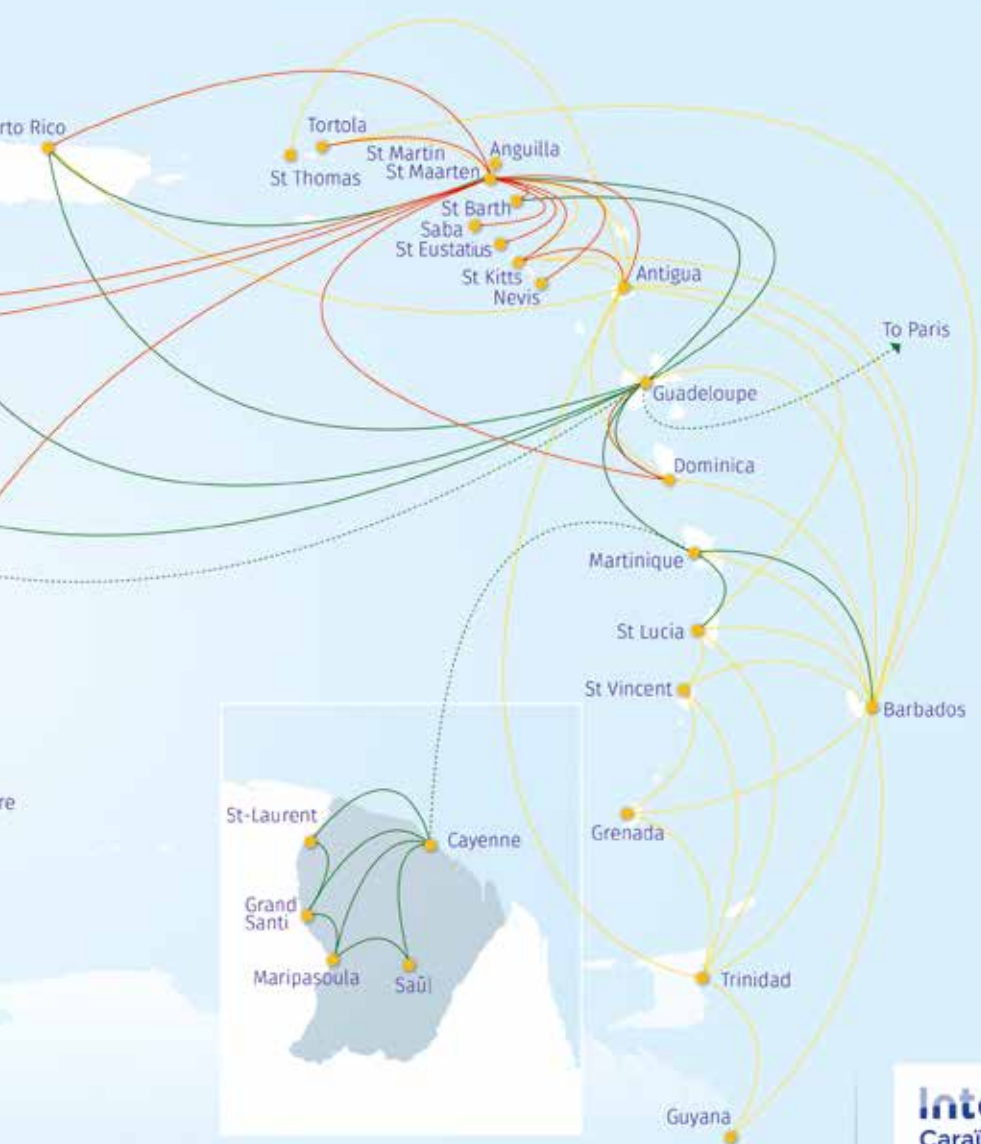 rto Rico
Tortola
St Thomas
St Martin
St Maarten
Anguilla
St Barth
Saba
St Eustatius
St Kitts
Nevis
Antigua
To Paris
Guadeloupe
Dominica
Martinique
St Lucia
St Vincent
Barbados
re
St-Laurent
Cayenne
Grenada
Grand
Santi
Maripasoula
Saül
Trinidad
Guyana
Inte
Caraï